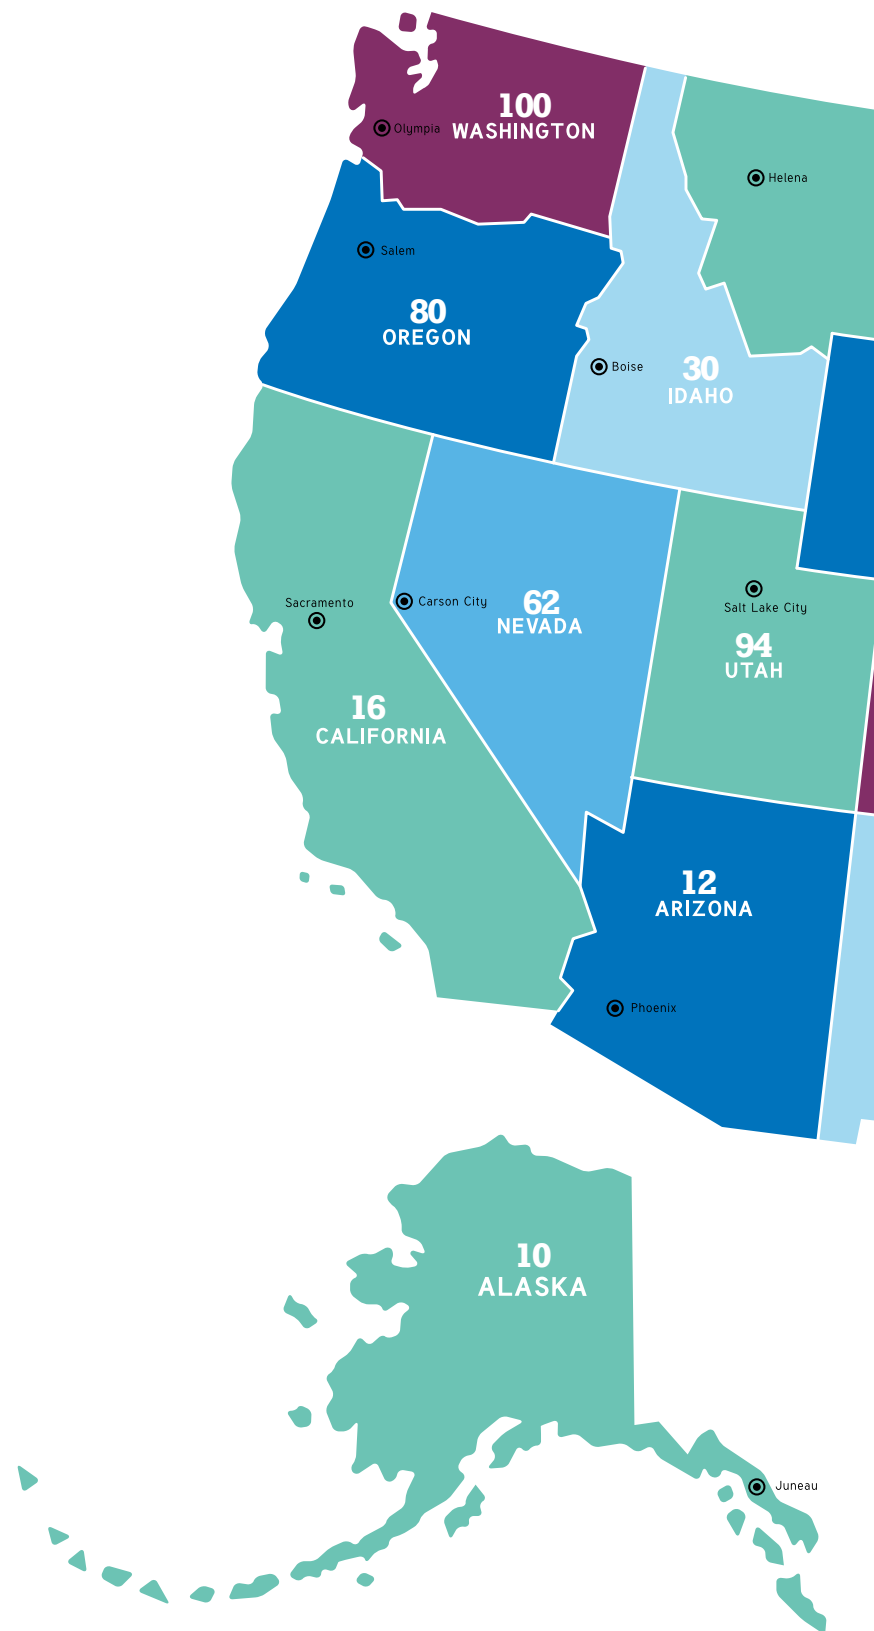 100
WASHINGTON
Olympia
Helena
Salem
80
OREGON
Boise
30
IDAHO
Sacramento
Carson City
62
NEVADA
Salt Lake City
94
UTAH
16
CALIFORNIA
12
ARIZONA
Phoenix
10
ALASKA
Juneau